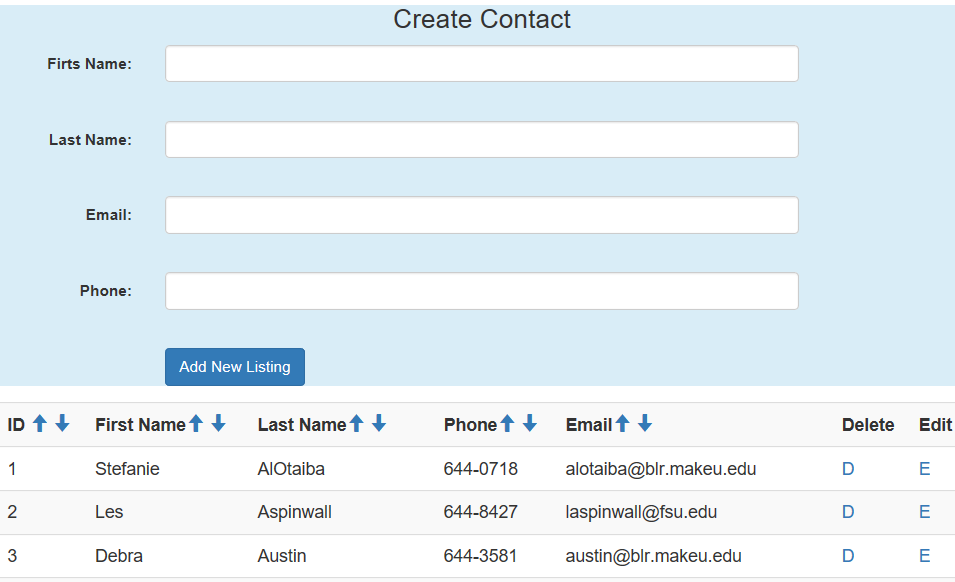 Create Contact
Firts Name:
Last Name:
Email:
Phone:
Add New Listing
ID First Name Last Name Phone Email Delete Edit
1 Stefanie AlOtaiba 644-0718 alotaiba@blr.makeu.edu D E
2 Les Aspinwall 644-8427 laspinwall@fsu.edu D E
3 Debra Austin 644-3581 austin@blr.makeu.edu D E